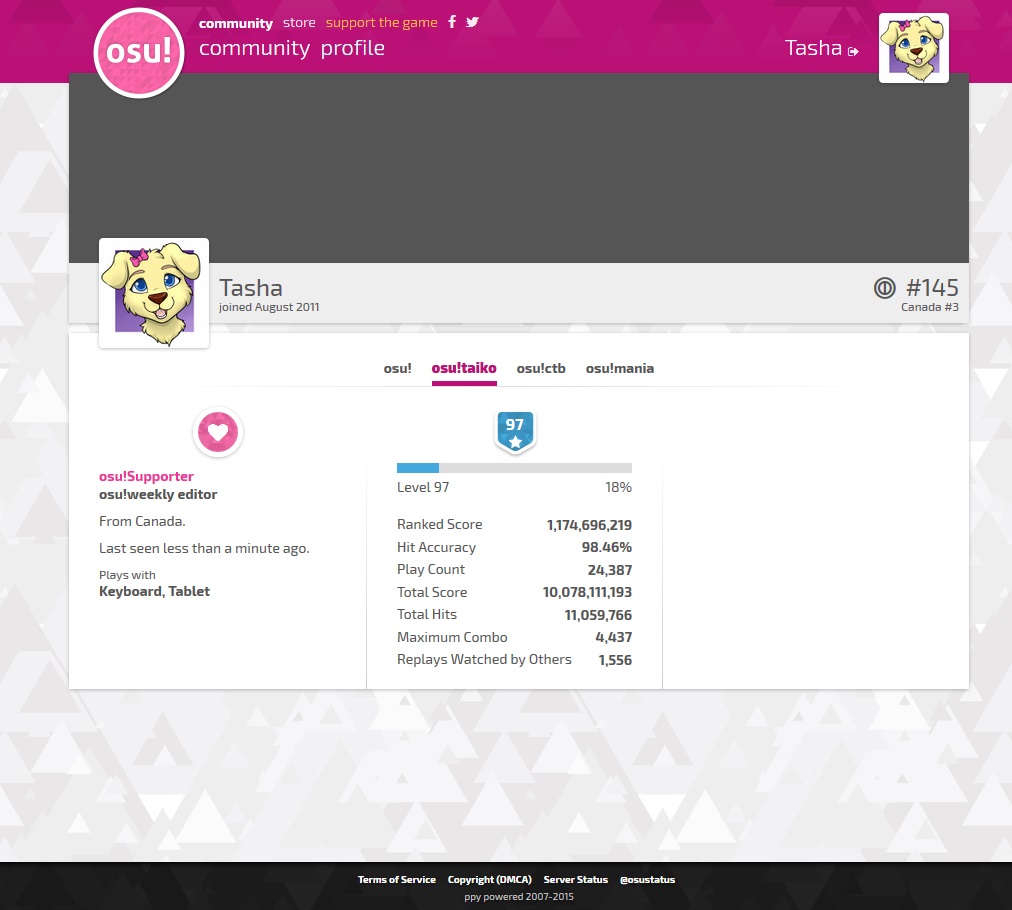 osu!
community store support the game
community profile
Tasha
Tasha
joined August 2011
#145
Canada #3
osu! osu!taiko osu!ctb osu!mania
osu!Supporter
osu!weekly editor
From Canada.
Last seen less than a minute ago.
Plays with
Keyboard, Tablet
97
Level 97 18%
Ranked Score 1,174,696,219
Hit Accuracy 98.46%
Play Count 24,387
Total Score 10,078,111,193
Total Hits 11,059,766
Maximum Combo 4,437
Replays Watched by Others 1,556
Terms of Service Copyright (DMCA) Server Status @osustatus
ppy powered 2007-2015